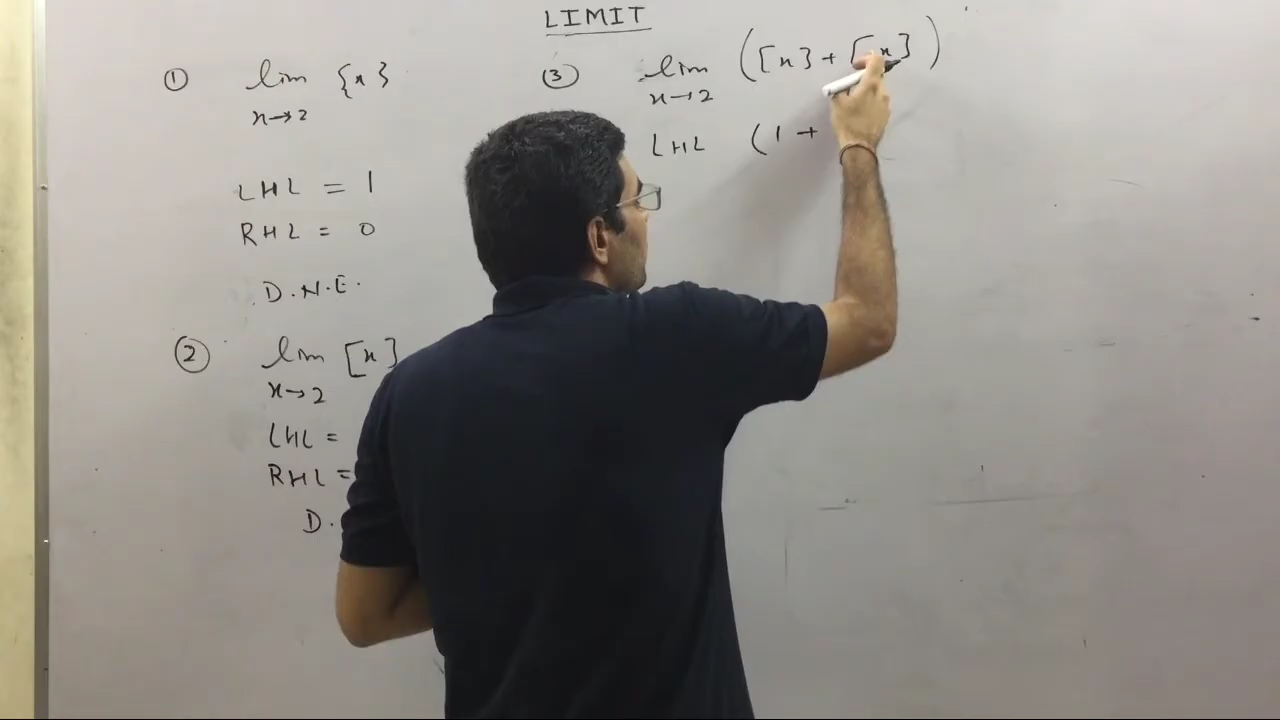 LIMIT
① lim {x}
x→2
LHL = 1
RHL = 0
D.N.E.
② lim [x]
x→2
LHL =
RHL =
D.
③ lim ([x] + [x])
x→2
LHL (1 +